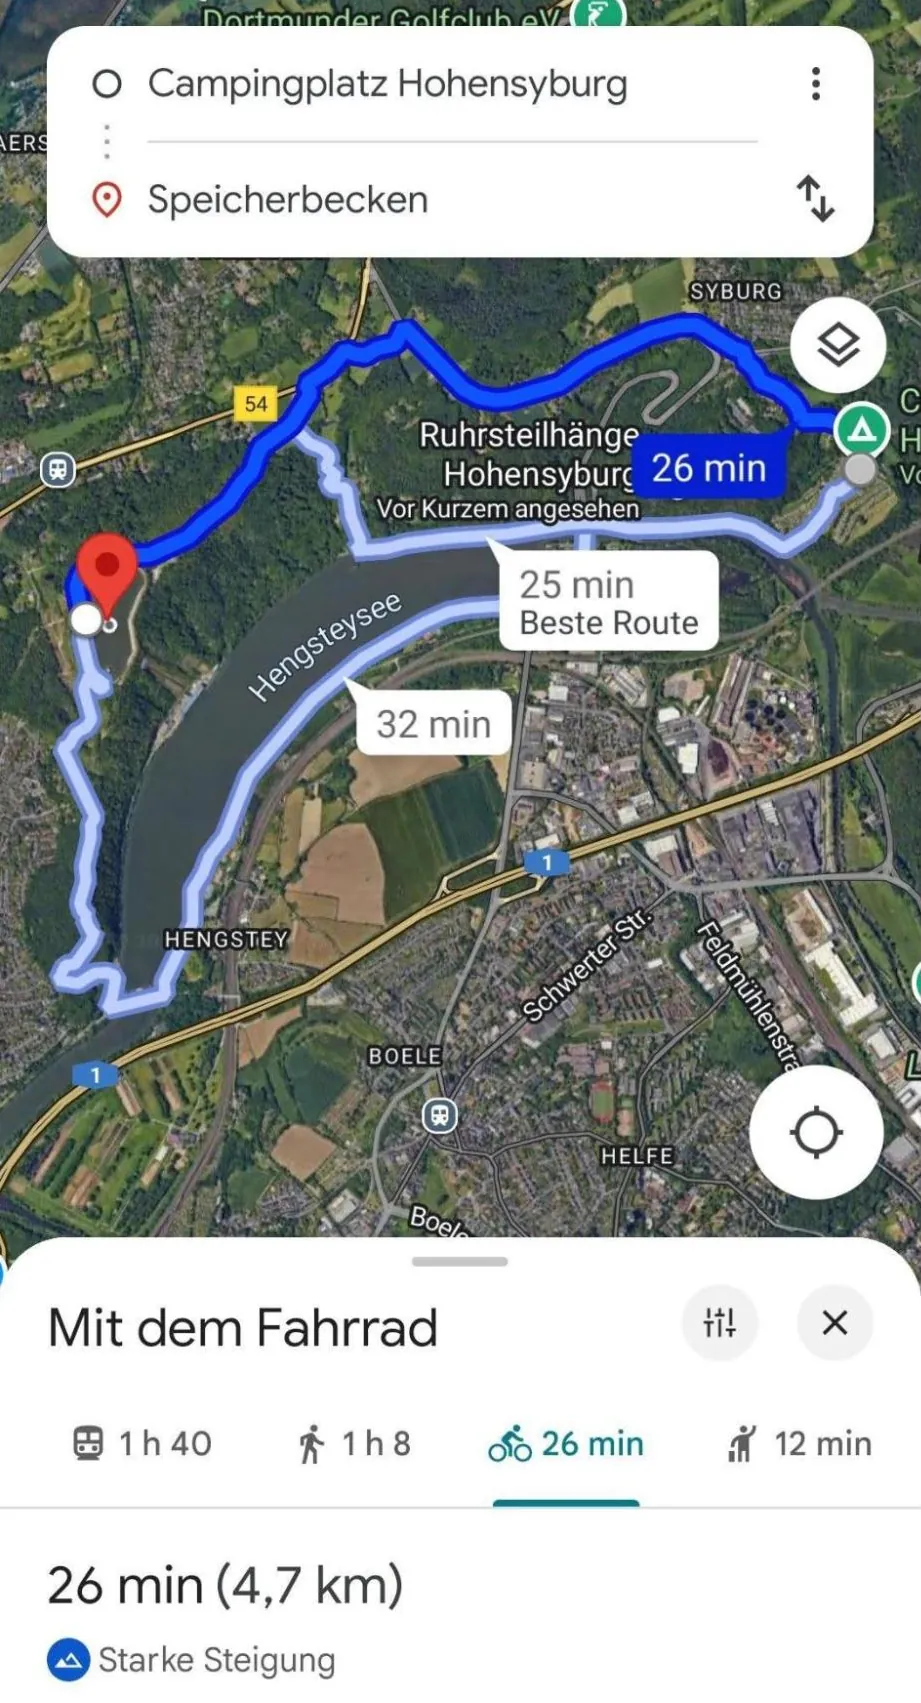 Dortmunder Golfclub eV
Campingplatz Hohensyburg
Speicherbecken
SYBURG
54
Ruhrsteilhänge
Hohensyburg
Vor Kurzem angesehen
26 min
25 min
Beste Route
Hengsteysee
32 min
1
HENGSTEY
Schwerter Str.
Feldmühlenstra
BOELE
1
HELFE
Boele
Mit dem Fahrrad
1 h 40
1 h 8
26 min
12 min
26 min (4,7 km)
Starke Steigung